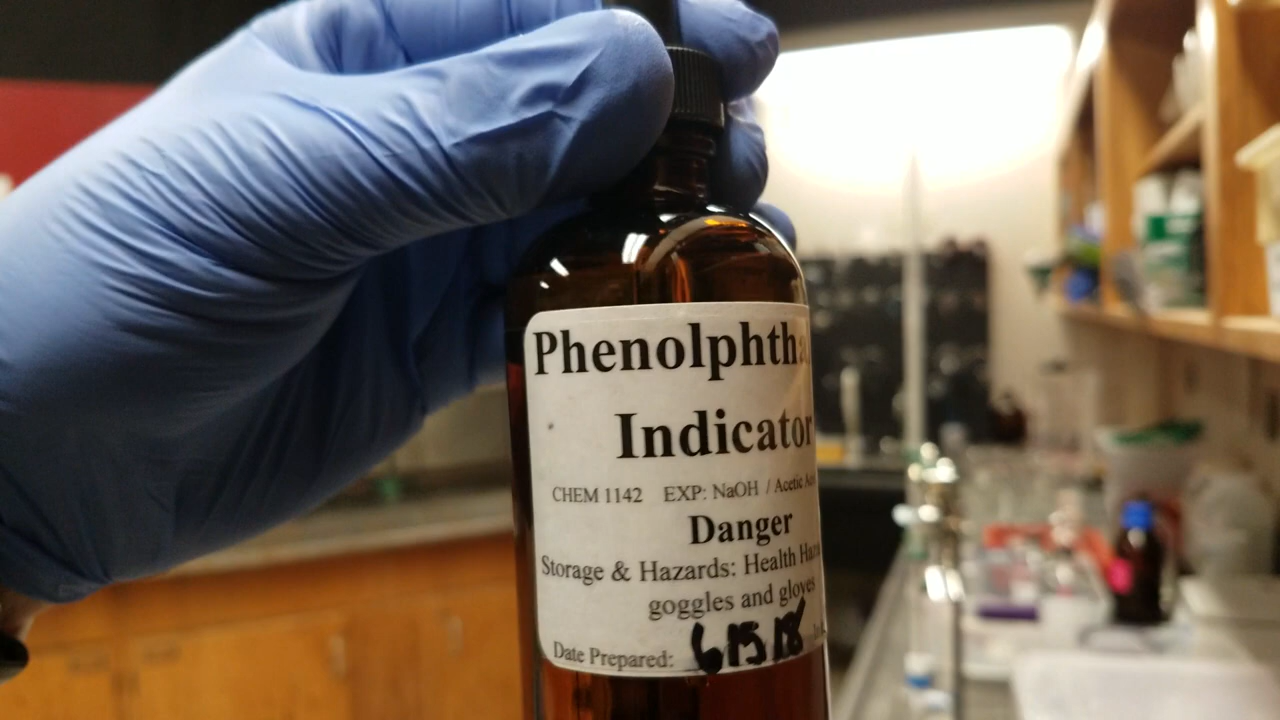 Phenolphtha
Indicator
CHEM 1142 EXP: NaOH / Acetic Ac
Danger
Storage & Hazards: Health Haz
goggles and gloves
Date Prepared: 6/15/18